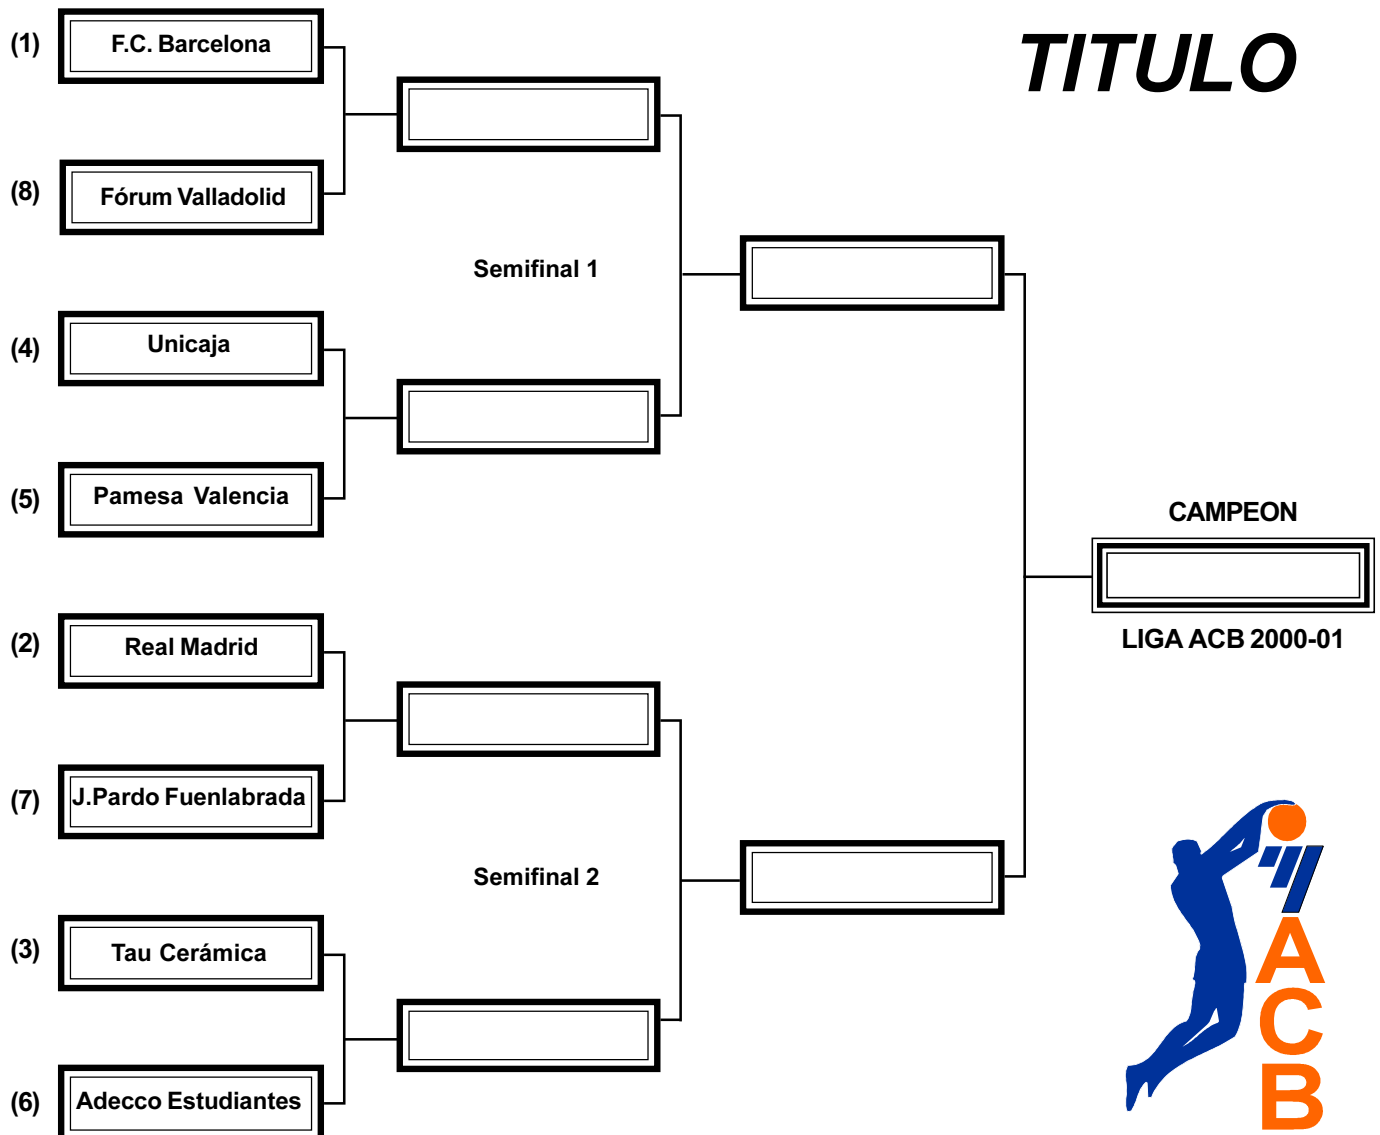 TITULO
(1) F.C. Barcelona
(8) Fórum Valladolid
Semifinal 1
(4) Unicaja
(5) Pamesa Valencia
CAMPEON
LIGA ACB 2000-01
(2) Real Madrid
(7) J.Pardo Fuenlabrada
Semifinal 2
(3) Tau Cerámica
(6) Adecco Estudiantes
A
C
B